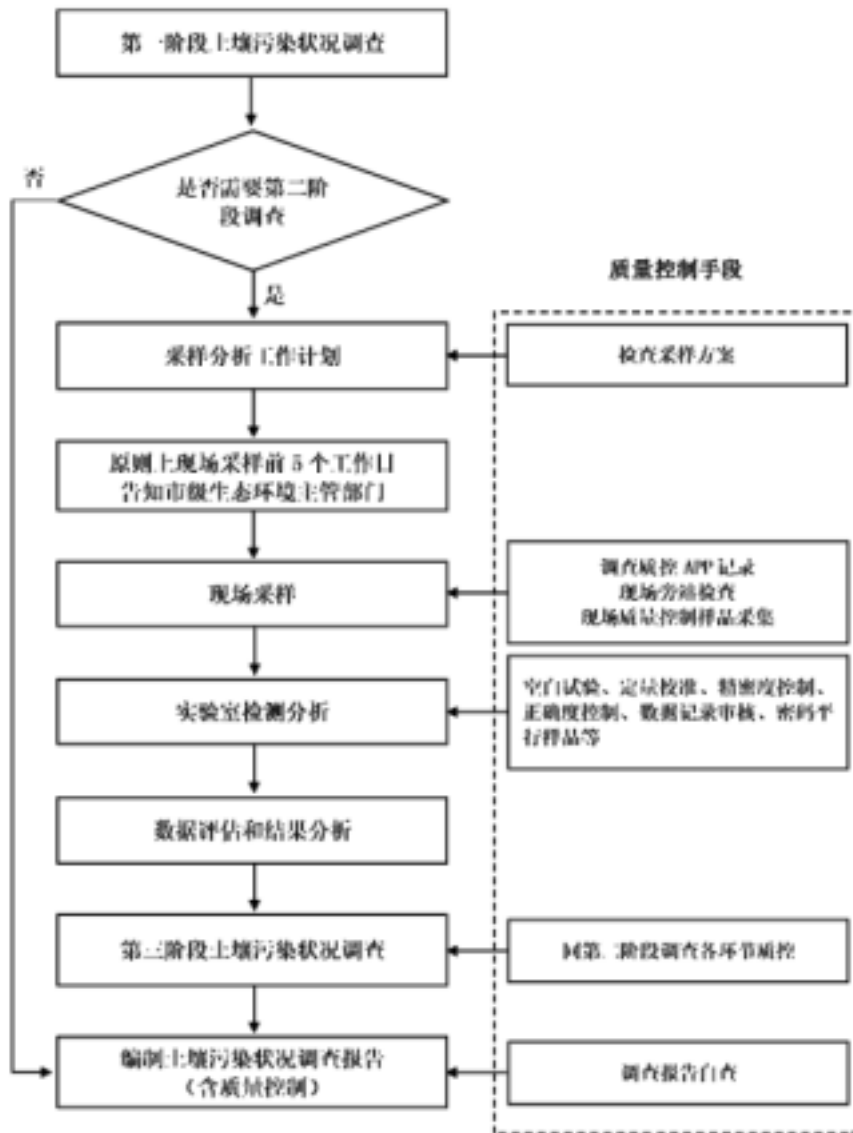 第一阶段土壤污染状况调查
否
是否需要第二阶
段调查
是
质量控制手段
采样分析工作计划
检查采样方案
原则上现场采样前 5 个工作日
告知市级生态环境主管部门
现场采样
调查质控 APP 记录
现场旁站检查
现场质量控制样品采集
实验室检测分析
空白试验、定量校准、精密度控制、
正确度控制、数据记录审核、密码平
行样品等
数据评估和结果分析
第三阶段土壤污染状况调查
同第二阶段调查各环节质控
编制土壤污染状况调查报告
（含质量控制）
调查报告自查